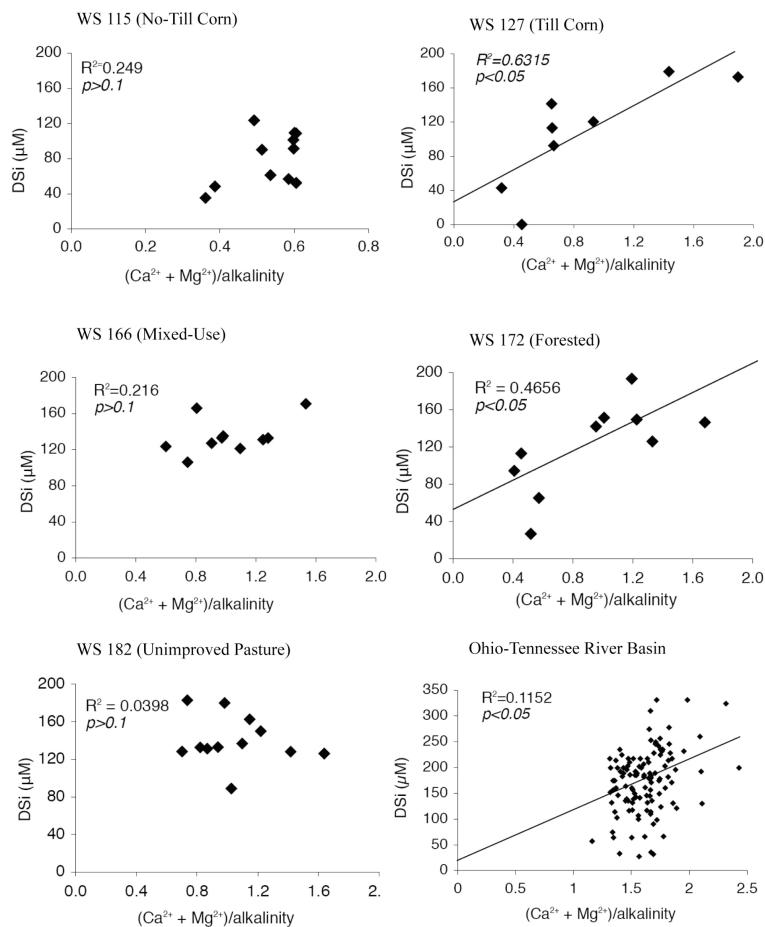 WS 115 (No-Till Corn)
R²⁼0.249
p>0.1
200
160
120
80
40
0
DSi (µM)
0.0 0.2 0.4 0.6 0.8
(Ca²⁺ + Mg²⁺)/alkalinity
WS 127 (Till Corn)
R²=0.6315
p<0.05
200
160
120
80
40
0
DSi (µM)
0.0 0.4 0.8 1.2 1.6 2.0
(Ca²⁺ + Mg²⁺)/alkalinity
WS 166 (Mixed-Use)
R²=0.216
p>0.1
200
160
120
80
40
0
DSi (µM)
0.0 0.4 0.8 1.2 1.6 2.0
(Ca²⁺ + Mg²⁺)/alkalinity
WS 172 (Forested)
R² = 0.4656
p<0.05
200
160
120
80
40
0
DSi (µM)
0.0 0.4 0.8 1.2 1.6 2.0
(Ca²⁺ + Mg²⁺)/alkalinity
WS 182 (Unimproved Pasture)
R² = 0.0398
p>0.1
200
160
120
80
40
0
DSi (µM)
0.0 0.4 0.8 1.2 1.6 2.
(Ca²⁺ + Mg²⁺)/alkalinity
Ohio-Tennessee River Basin
R²=0.1152
p<0.05
350
300
250
200
150
100
50
0
DSi (µM)
0 0.5 1 1.5 2 2.5
(Ca²⁺ + Mg²⁺)/alkalinity